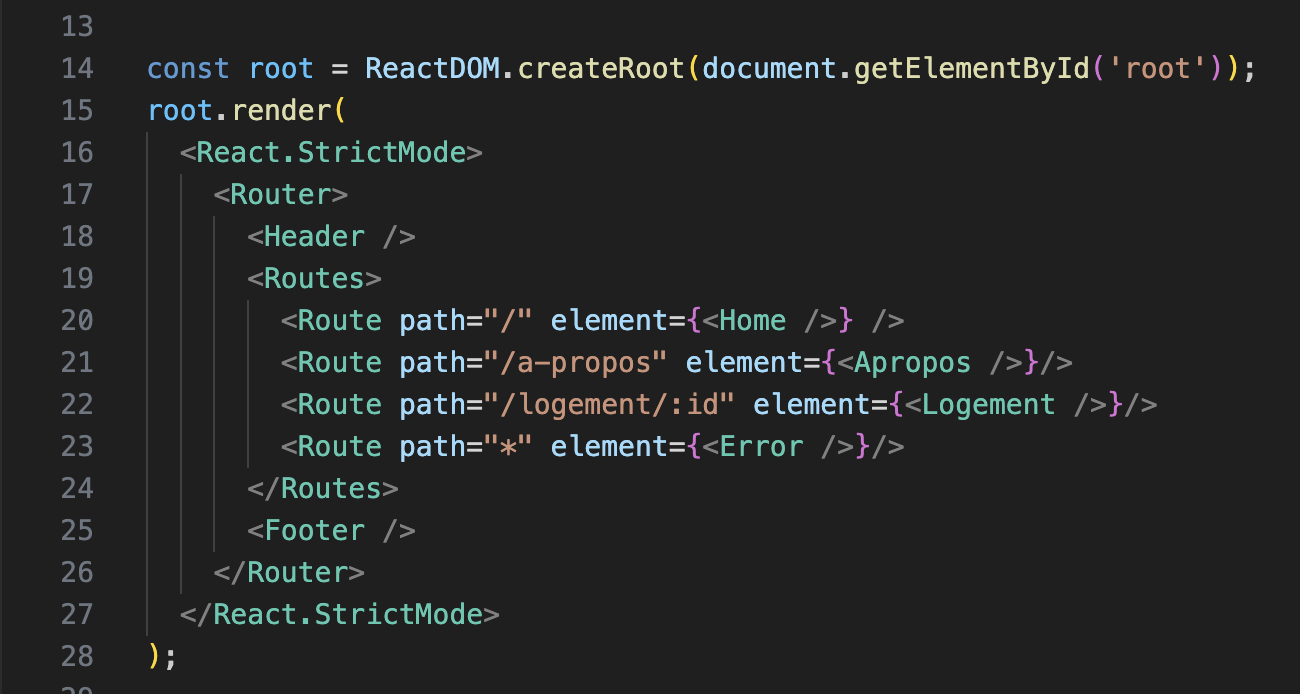 13
14 const root = ReactDOM.createRoot(document.getElementById('root'));
15 root.render(
16 <React.StrictMode>
17 <Router>
18 <Header />
19 <Routes>
20 <Route path="/" element={<Home />} />
21 <Route path="/a-propos" element={<Apropos />}/>
22 <Route path="/logement/:id" element={<Logement />}/>
23 <Route path="*" element={<Error />}/>
24 </Routes>
25 <Footer />
26 </Router>
27 </React.StrictMode>
28 );